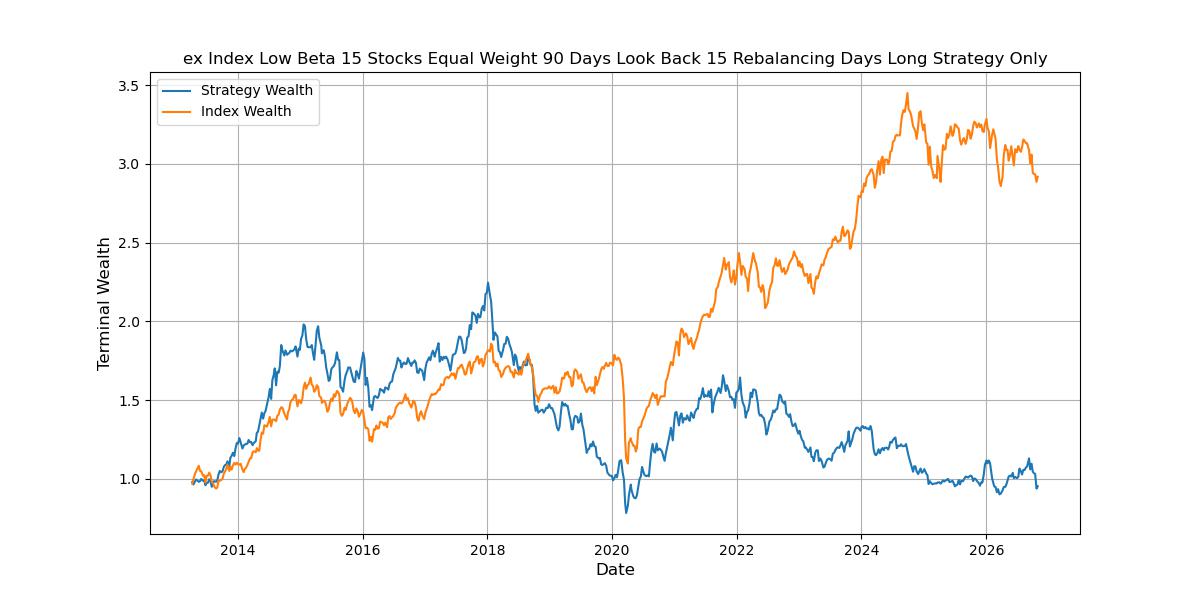 ex Index Low Beta 15 Stocks Equal Weight 90 Days Look Back 15 Rebalancing Days Long Strategy Only
Strategy Wealth
Index Wealth
Terminal Wealth
3.5
3.0
2.5
2.0
1.5
1.0
2014 2016 2018 2020 2022 2024 2026
Date